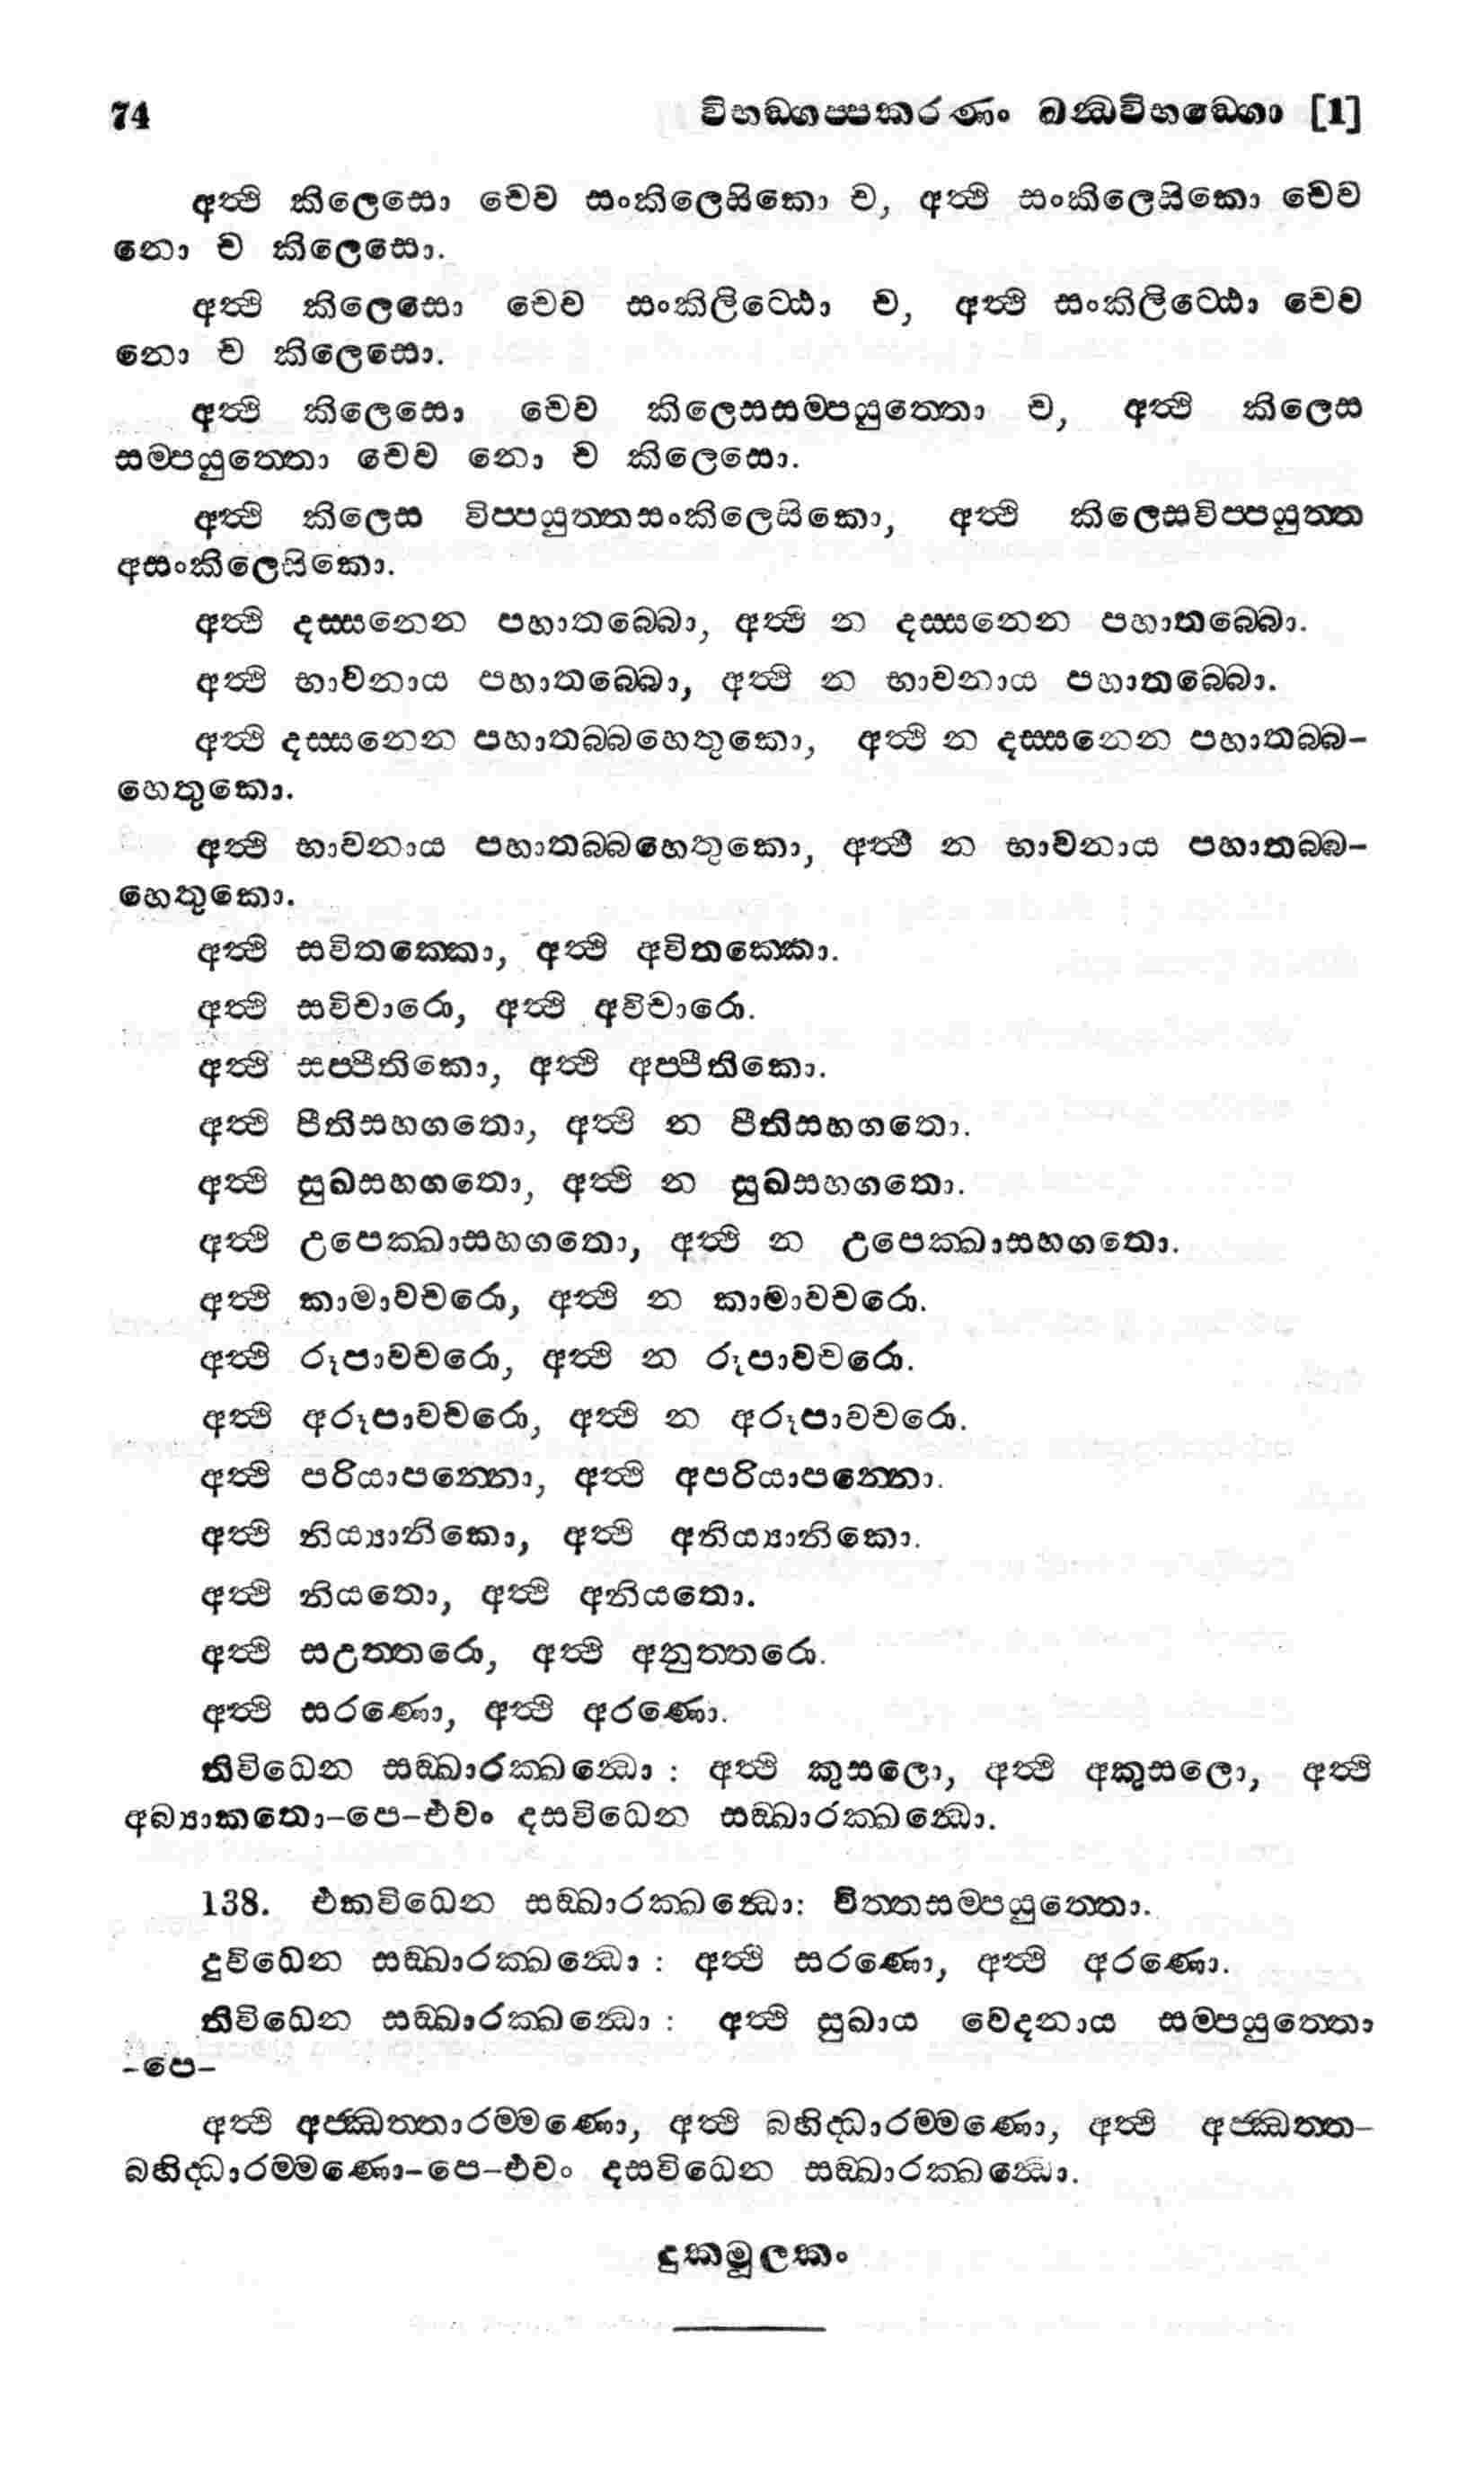 74 විභඞ්ගප්පකරණං ඛන්ධවිභඞ්ගො [1]
අත්ථි කිලෙසො චෙව සංකිලෙසිකො ච, අත්ථි සංකිලෙසිකො චෙව
නො ච කිලෙසො.
අත්ථි කිලෙසො චෙව සංකිලිට්ඨො ච, අත්ථි සංකිලිට්ඨො චෙව
නො ච කිලෙසො.
අත්ථි කිලෙසො චෙව කිලෙසසම්පයුත්තො ච, අත්ථි කිලෙස
සම්පයුත්තො චෙව නො ච කිලෙසො.
අත්ථි කිලෙස විප්පයුත්තසංකිලෙසිකො, අත්ථි කිලෙසවිප්පයුත්ත
අසංකිලෙසිකො.
අත්ථි දස්සනෙන පහාතබ්බො, අත්ථි න දස්සනෙන පහාතබ්බො.
අත්ථි භාවනාය පහාතබ්බො, අත්ථි න භාවනාය පහාතබ්බො.
අත්ථි දස්සනෙන පහාතබ්බහෙතුකො, අත්ථි න දස්සනෙන පහාතබ්බ-
හෙතුකො.
අත්ථි භාවනාය පහාතබ්බහෙතුකො, අත්ථි න භාවනාය පහාතබ්බ-
හෙතුකො.
අත්ථි සවිතක්කො, අත්ථි අවිතක්කො.
අත්ථි සවිචාරො, අත්ථි අවිචාරො.
අත්ථි සප්පීතිකො, අත්ථි අප්පීතිකො.
අත්ථි පීතිසහගතො, අත්ථි න පීතිසහගතො.
අත්ථි සුඛසහගතො, අත්ථි න සුඛසහගතො.
අත්ථි උපෙක්ඛාසහගතො, අත්ථි න උපෙක්ඛාසහගතො.
අත්ථි කාමාවචරො, අත්ථි න කාමාවචරො.
අත්ථි රූපාවචරො, අත්ථි න රූපාවචරො.
අත්ථි අරූපාවචරො, අත්ථි න අරූපාවචරො.
අත්ථි පරියාපන්නො, අත්ථි අපරියාපන්නො.
අත්ථි නිය්‍යානිකො, අත්ථි අනිය්‍යානිකො.
අත්ථි නියතො, අත්ථි අනියතො.
අත්ථි සඋත්තරො, අත්ථි අනුත්තරො.
අත්ථි සරණො, අත්ථි අරණො.
තිවිධෙන සඞ්ඛාරක්ඛන්ධො : අත්ථි කුසලො, අත්ථි අකුසලො, අත්ථි
අබ්‍යාකතො-පෙ-එවං දසවිධෙන සඞ්ඛාරක්ඛන්ධො.
138. එකවිධෙන සඞ්ඛාරක්ඛන්ධො: චිත්තසම්පයුත්තො.
දුවිධෙන සඞ්ඛාරක්ඛන්ධො : අත්ථි සරණො, අත්ථි අරණො.
තිවිධෙන සඞ්ඛාරක්ඛන්ධො : අත්ථි සුඛාය වෙදනාය සම්පයුත්තො
-පෙ-
අත්ථි අජ්ඣත්තාරම්මණො, අත්ථි බහිද්ධාරම්මණො, අත්ථි අජ්ඣත්ත-
බහිද්ධාරම්මණො-පෙ-එවං දසවිධෙන සඞ්ඛාරක්ඛන්ධො.
දුකමූලකං